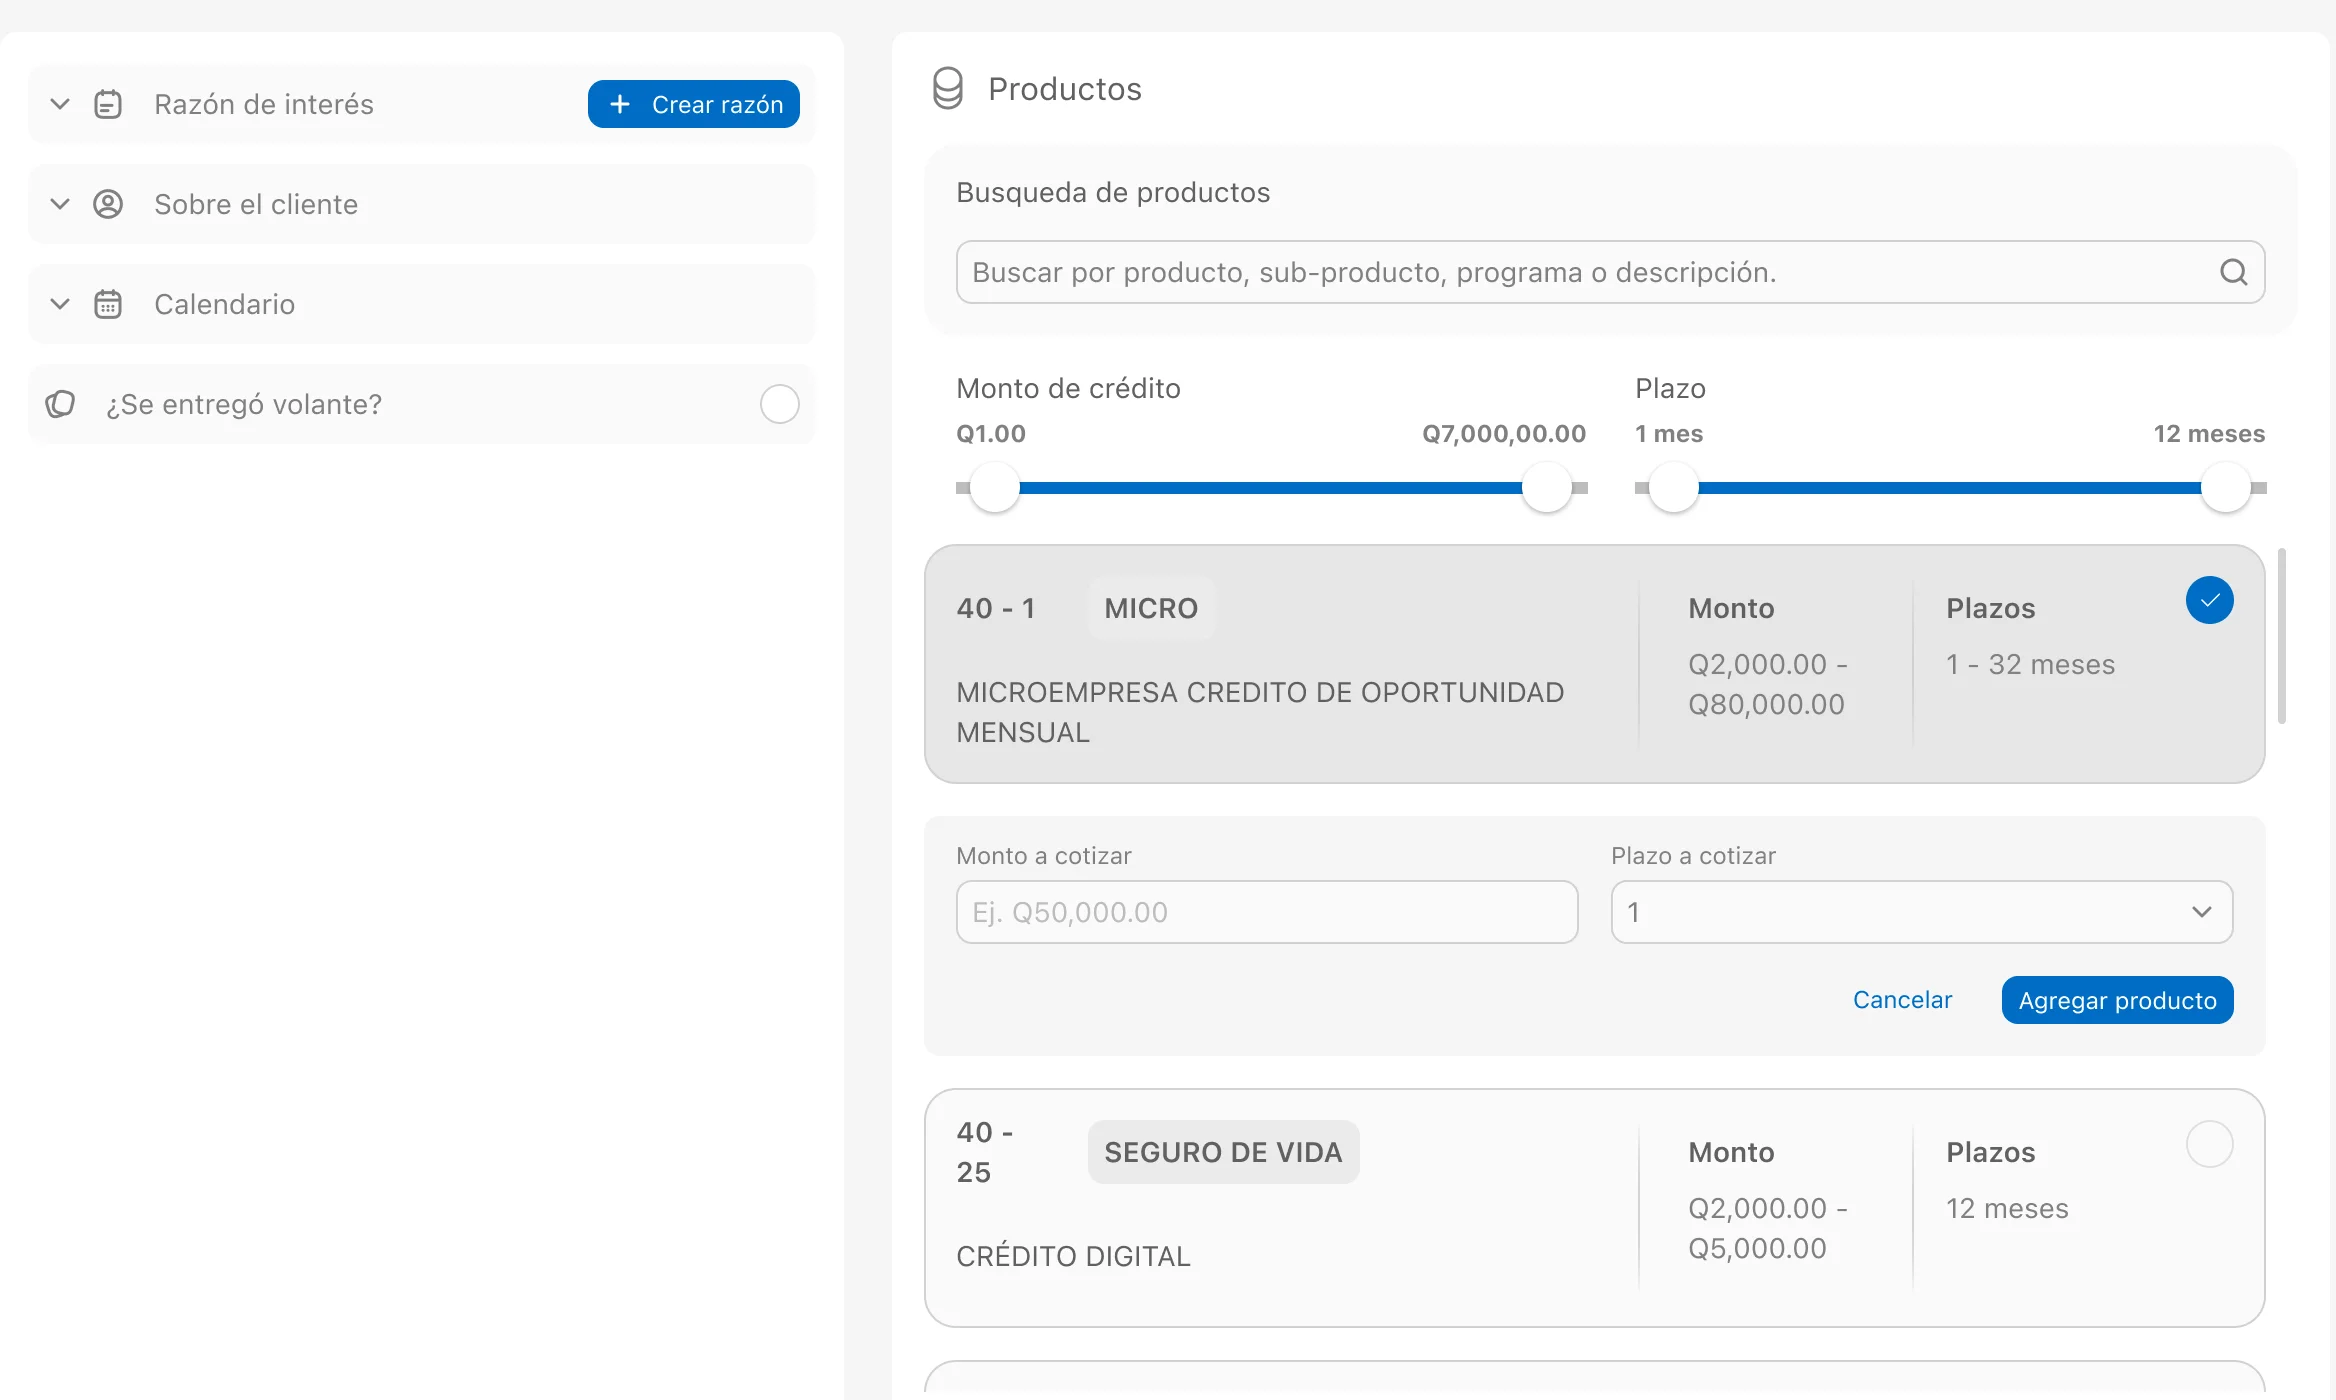 Razón de interés
Crear razón
Sobre el cliente
Calendario
¿Se entregó volante?
Productos
Busqueda de productos
Buscar por producto, sub-producto, programa o descripción.
Monto de crédito
Q1.00
Q7,000,00.00
Plazo
1 mes
12 meses
40 - 1
MICRO
MICROEMPRESA CREDITO DE OPORTUNIDAD
MENSUAL
Monto
Q2,000.00 -
Q80,000.00
Plazos
1 - 32 meses
Monto a cotizar
Ej. Q50,000.00
Plazo a cotizar
1
Cancelar
Agregar producto
40 -
25
SEGURO DE VIDA
CRÉDITO DIGITAL
Monto
Q2,000.00 -
Q5,000.00
Plazos
12 meses